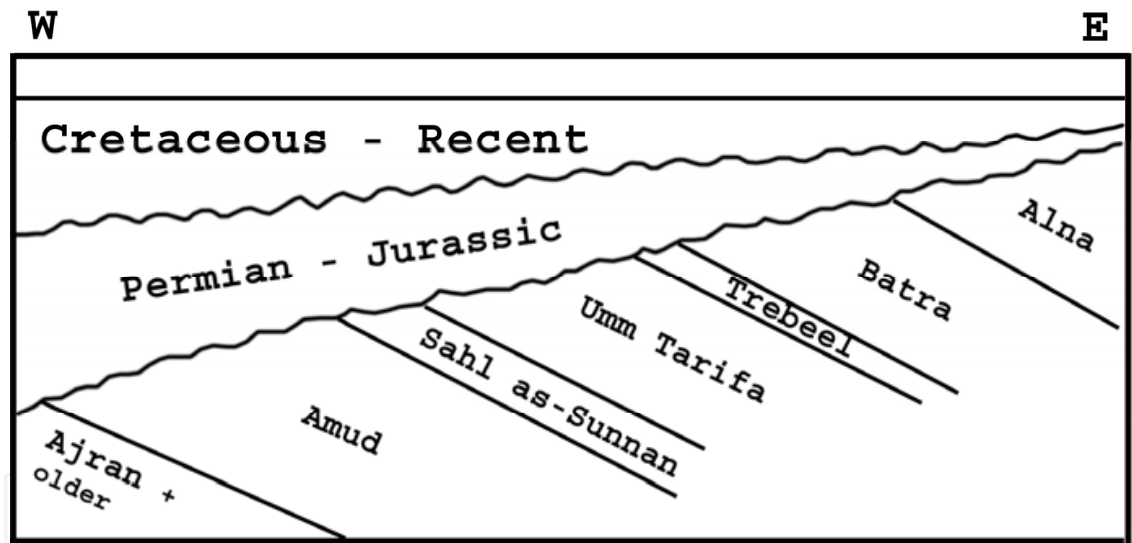 W
E
Cretaceous - Recent
Permian - Jurassic
Alna
Batra
Trebeel
Umm Tarifa
Sahl as-Sunnan
Amud
Ajran +
older